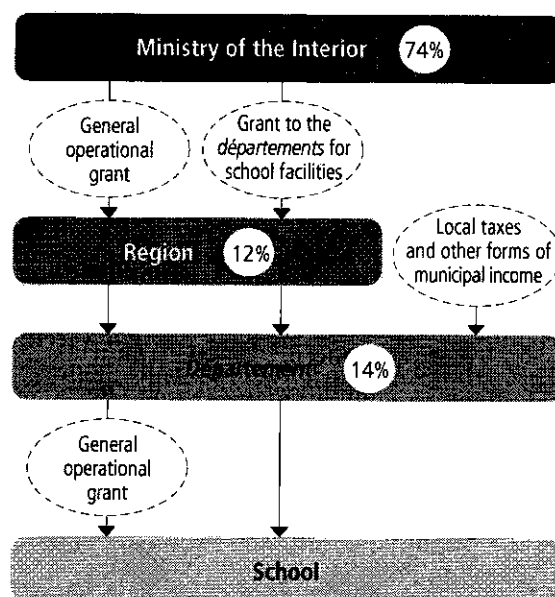 Ministry of the Interior 74%
General
operational
grant
Grant to the
départements for
school facilities
Region 12%
Local taxes
and other forms of
municipal income
Département 14%
General
operational
grant
School